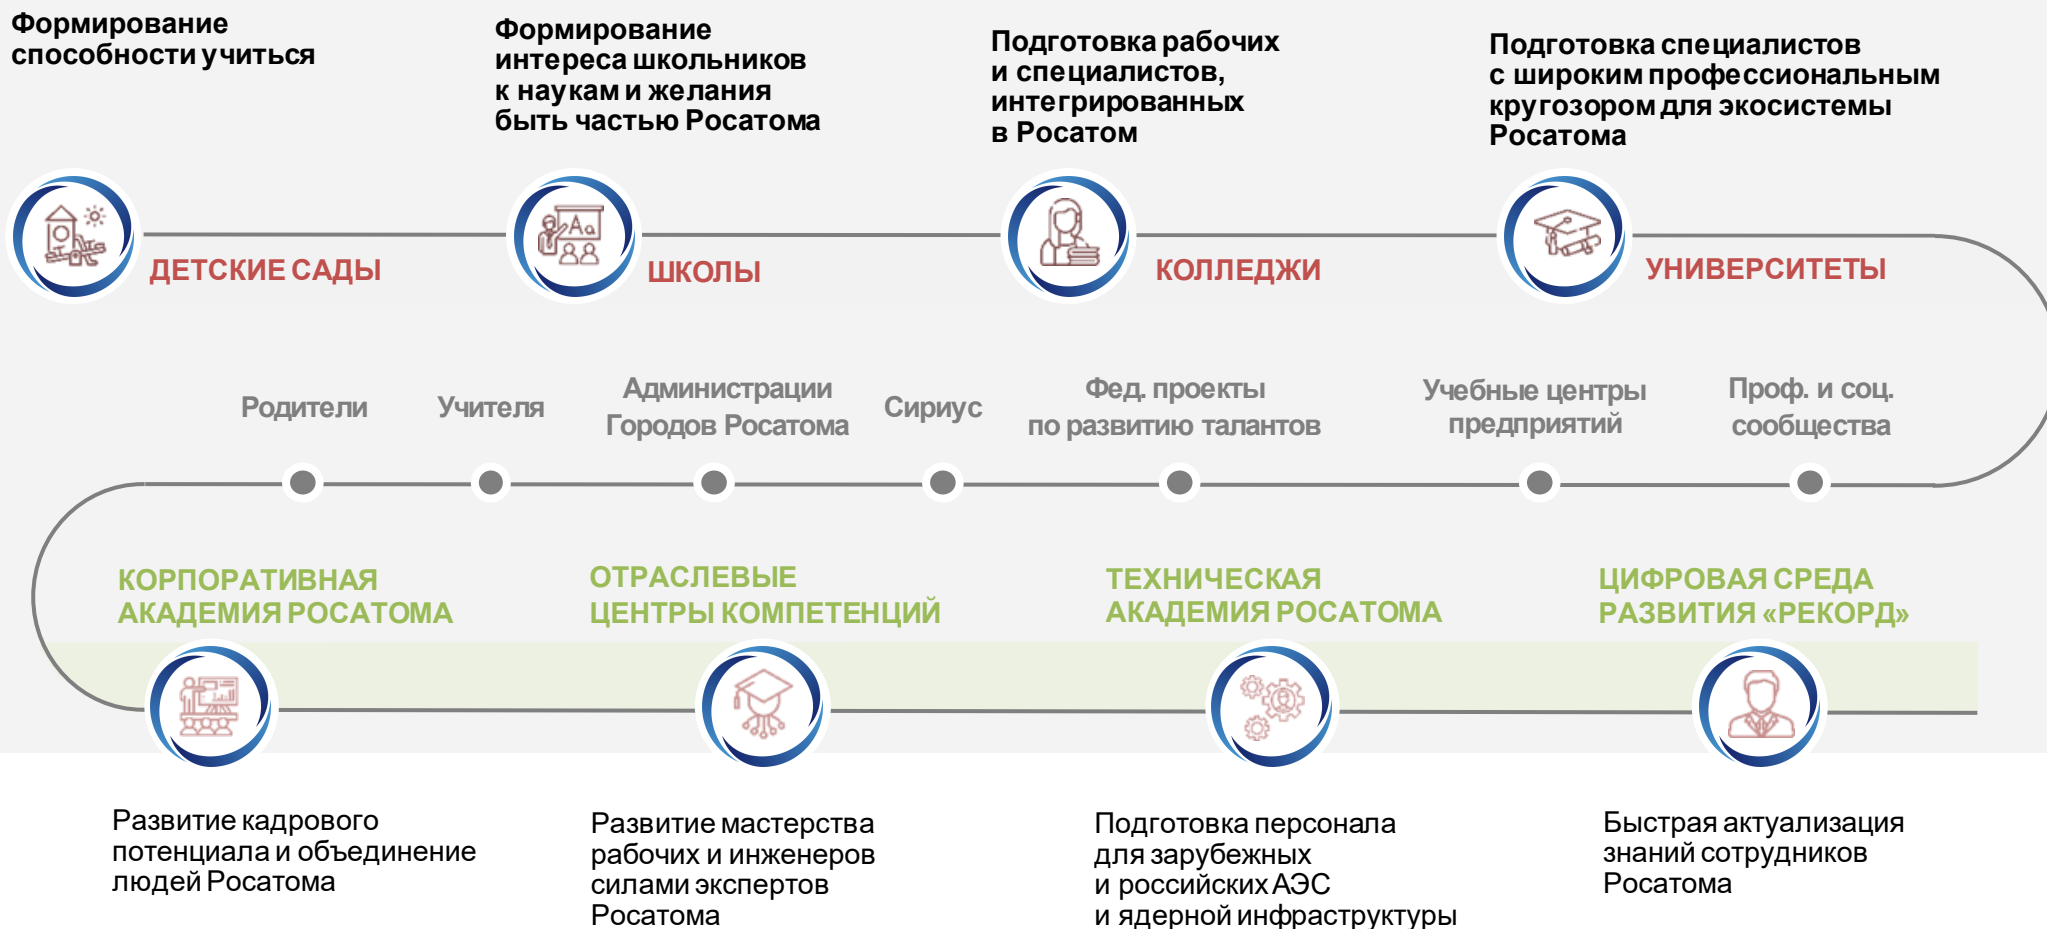 Формирование
способности учиться
Формирование
интереса школьников
к наукам и желания
быть частью Росатома
Подготовка рабочих
и специалистов,
интегрированных
в Росатом
Подготовка специалистов
с широким профессиональным
кругозором для экосистемы
Росатома
ДЕТСКИЕ САДЫ
Aa
ШКОЛЫ
КОЛЛЕДЖИ
УНИВЕРСИТЕТЫ
Родители
Учителя
Администрации
Городов Росатома
Сириус
Фед. проекты
по развитию талантов
Учебные центры
предприятий
Проф. и соц.
сообщества
КОРПОРАТИВНАЯ
АКАДЕМИЯ РОСАТОМА
ОТРАСЛЕВЫЕ
ЦЕНТРЫ КОМПЕТЕНЦИЙ
ТЕХНИЧЕСКАЯ
АКАДЕМИЯ РОСАТОМА
ЦИФРОВАЯ СРЕДА
РАЗВИТИЯ «РЕКОРД»
Развитие кадрового
потенциала и объединение
людей Росатома
Развитие мастерства
рабочих и инженеров
силами экспертов
Росатома
Подготовка персонала
для зарубежных
и российских АЭС
и ядерной инфраструктуры
Быстрая актуализация
знаний сотрудников
Росатома